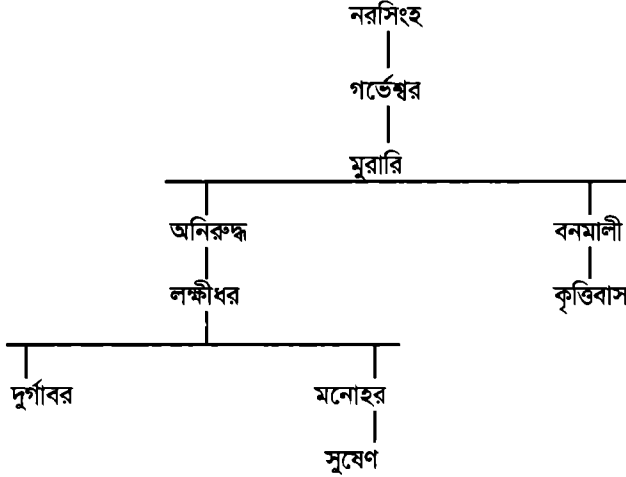 নরসিংহ
গর্ভেশ্বর
মুরারি
অনিরুদ্ধ বনমালী
লক্ষীধর কৃত্তিবাস
দুর্গাবর মনোহর
সুষেণ